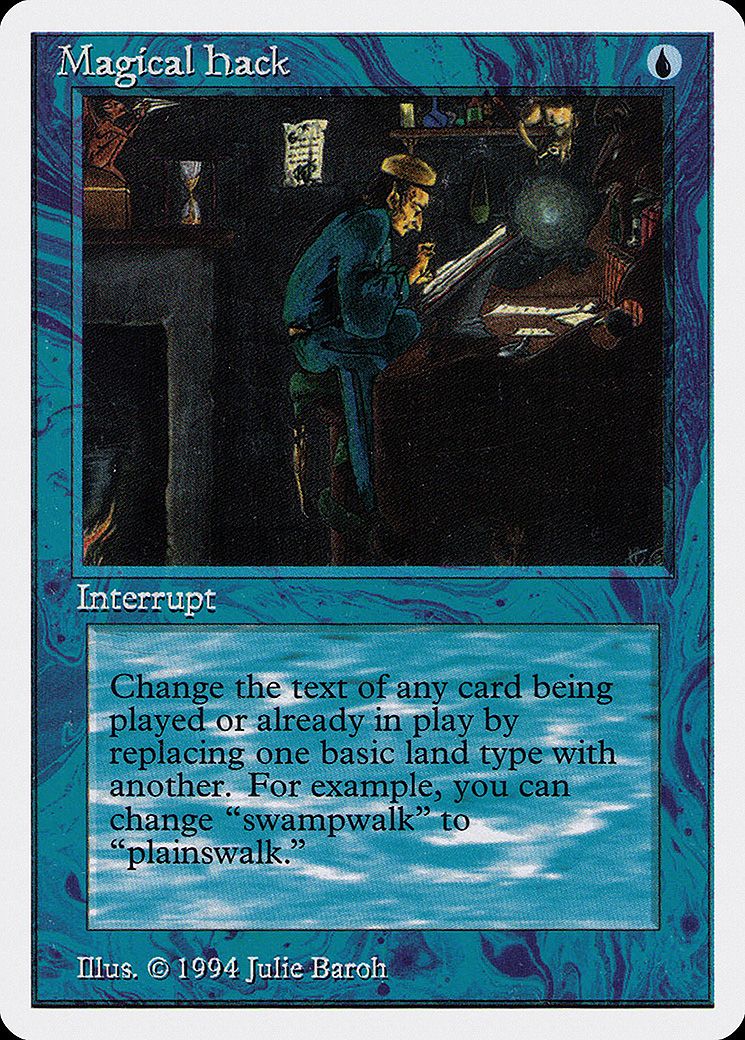 Magical Hack
Interrupt
Change the text of any card being
played or already in play by
replacing one basic land type with
another. For example, you can
change “swampwalk” to
“plainswalk.”
Illus. © 1994 Julie Baroh